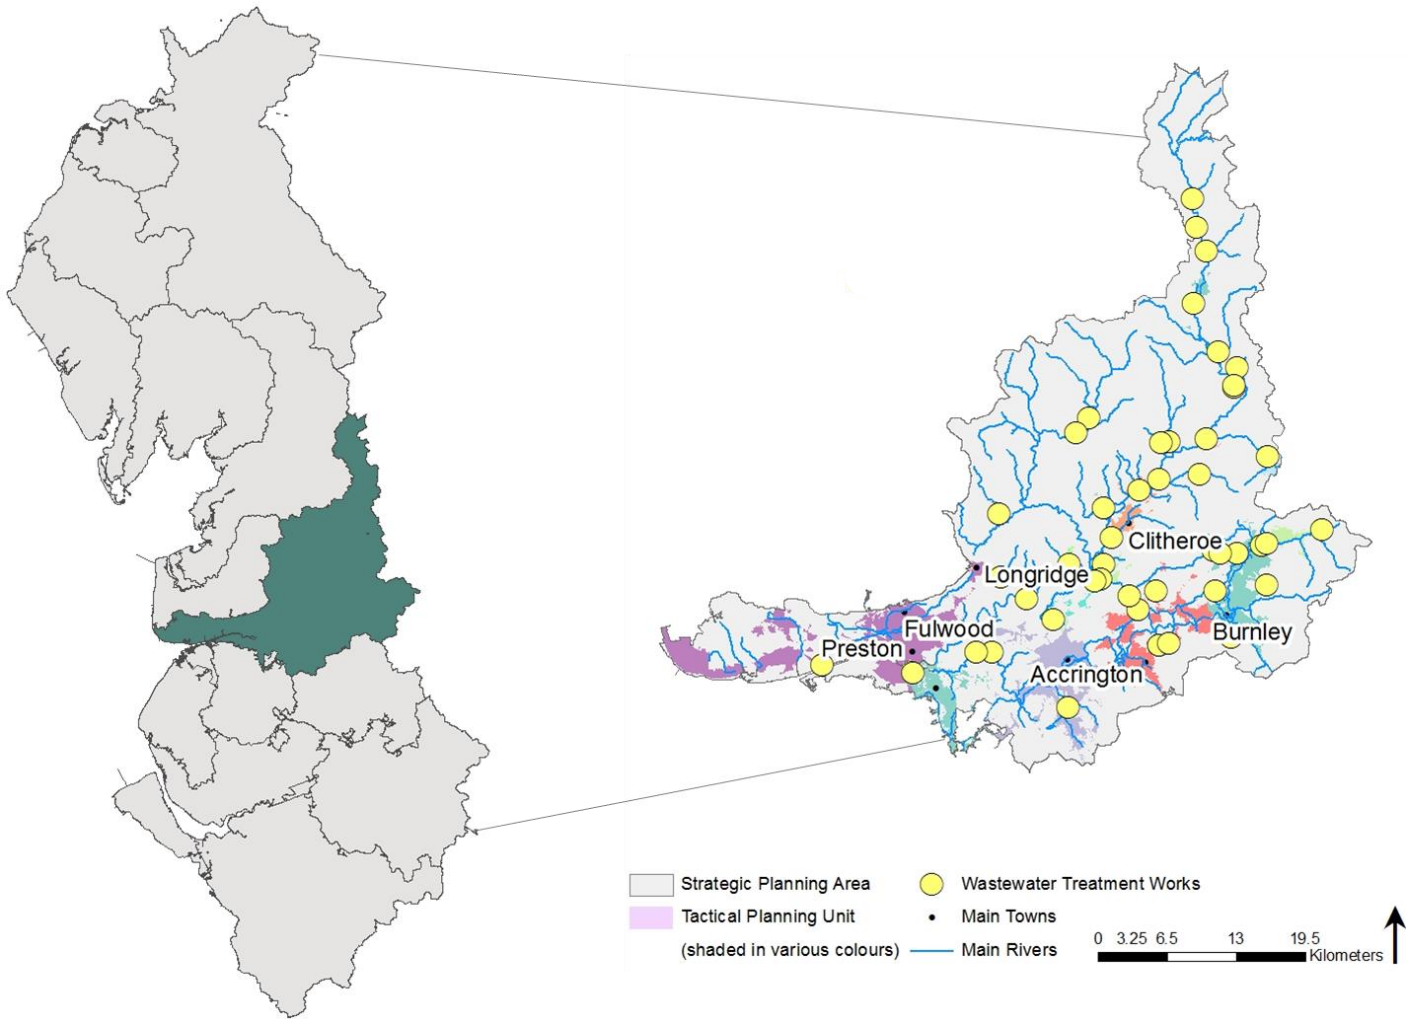 Clitheroe
Longridge
Fulwood
Burnley
Preston
Accrington
Strategic Planning Area
Wastewater Treatment Works
Tactical Planning Unit
Main Towns
(shaded in various colours)
Main Rivers
0 3.25 6.5 13 19.5
Kilometers